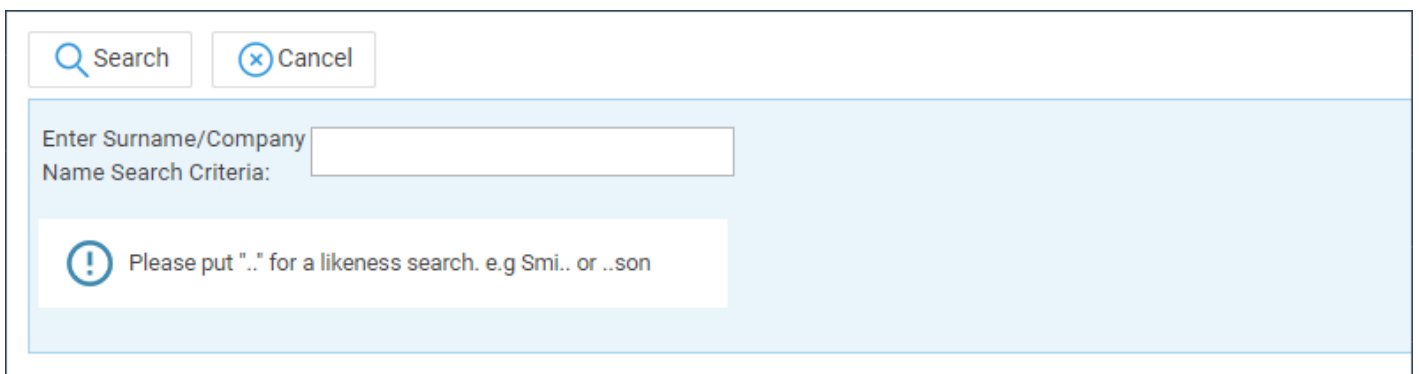 Search
Cancel
Enter Surname/Company
Name Search Criteria:
Please put ".." for a likeness search. e.g Smi.. or ..son